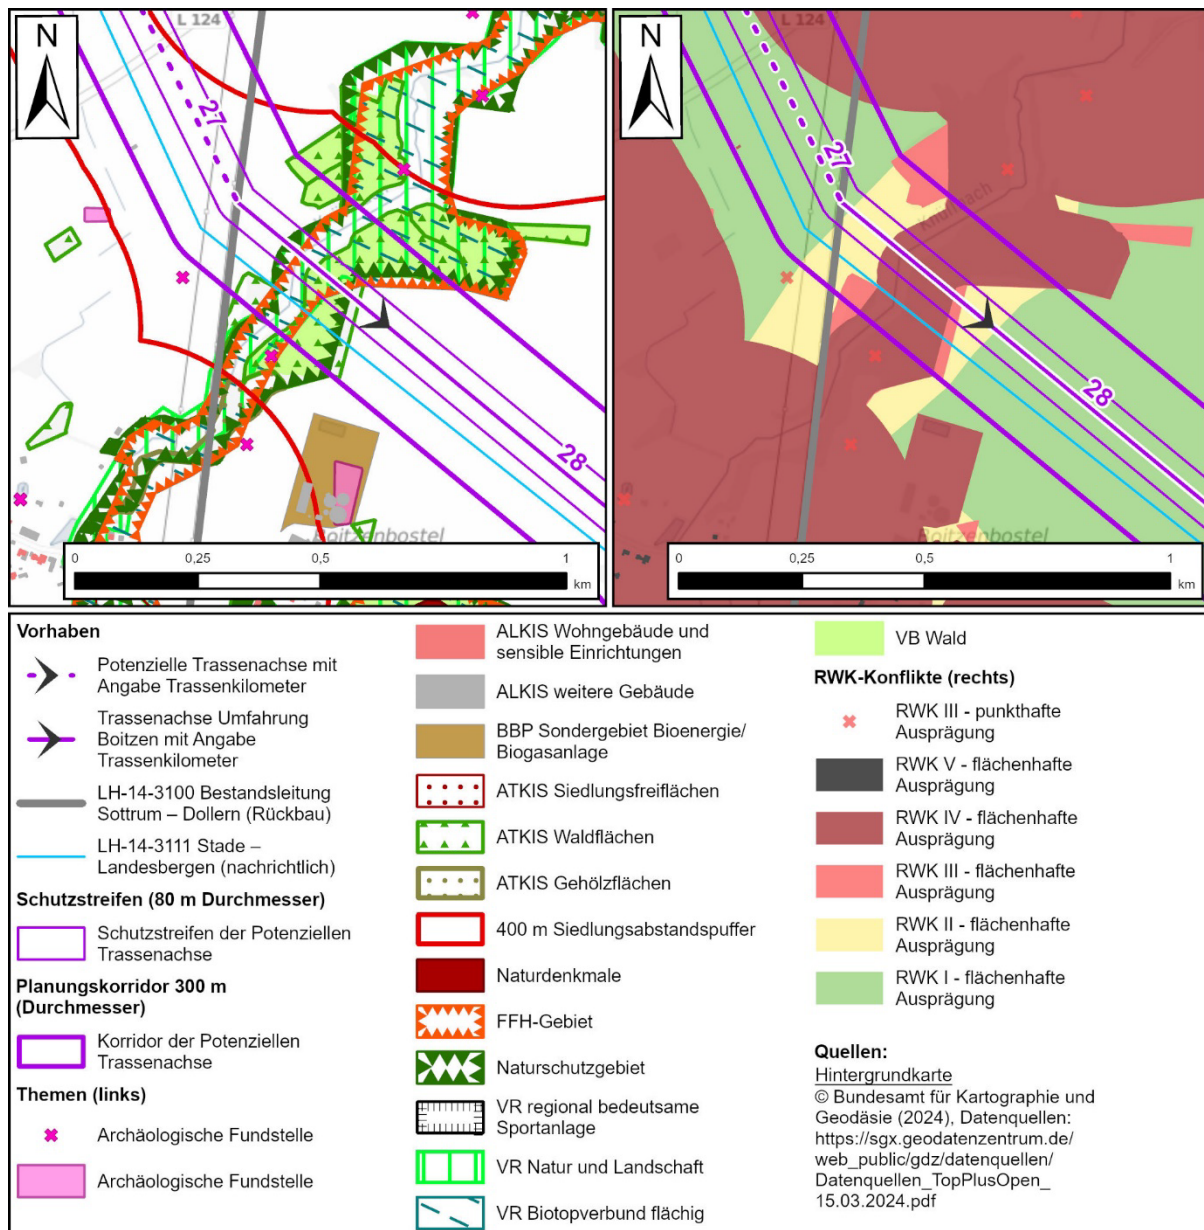 N
L 124
27
28
Boitzenbostel
0
0,25
0,5
1
km
N
L 124
27
Knüllbach
28
Boitzenbostel
0
0,25
0,5
1
km
Vorhaben
Potenzielle Trassenachse mit
Angabe Trassenkilometer
Trassenachse Umfahrung
Boitzen mit Angabe
Trassenkilometer
LH-14-3100 Bestandsleitung
Sottrum – Dollern (Rückbau)
LH-14-3111 Stade –
Landesbergen (nachrichtlich)
Schutzstreifen (80 m Durchmesser)
Schutzstreifen der Potenziellen
Trassenachse
Planungskorridor 300 m
(Durchmesser)
Korridor der Potenziellen
Trassenachse
Themen (links)
Archäologische Fundstelle
Archäologische Fundstelle
ALKIS Wohngebäude und
sensible Einrichtungen
ALKIS weitere Gebäude
BBP Sondergebiet Bioenergie/
Biogasanlage
ATKIS Siedlungsfreiflächen
ATKIS Waldflächen
ATKIS Gehölzflächen
400 m Siedlungsabstandspuffer
Naturdenkmale
FFH-Gebiet
Naturschutzgebiet
VR regional bedeutsame
Sportanlage
VR Natur und Landschaft
VR Biotopverbund flächig
VB Wald
RWK-Konflikte (rechts)
RWK III - punkthafte
Ausprägung
RWK V - flächenhafte
Ausprägung
RWK IV - flächenhafte
Ausprägung
RWK III - flächenhafte
Ausprägung
RWK II - flächenhafte
Ausprägung
RWK I - flächenhafte
Ausprägung
Quellen:
Hintergrundkarte
© Bundesamt für Kartographie und
Geodäsie (2024), Datenquellen:
https://sgx.geodatenzentrum.de/
web_public/gdz/datenquellen/
Datenquellen_TopPlusOpen_
15.03.2024.pdf